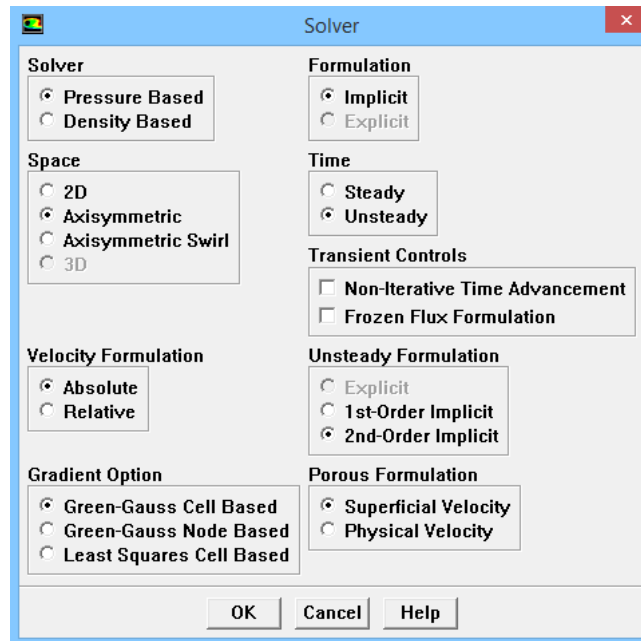 Solver
Solver
Pressure Based
Density Based
Formulation
Implicit
Explicit
Space
2D
Axisymmetric
Axisymmetric Swirl
3D
Time
Steady
Unsteady
Transient Controls
Non-Iterative Time Advancement
Frozen Flux Formulation
Velocity Formulation
Absolute
Relative
Unsteady Formulation
Explicit
1st-Order Implicit
2nd-Order Implicit
Gradient Option
Green-Gauss Cell Based
Green-Gauss Node Based
Least Squares Cell Based
Porous Formulation
Superficial Velocity
Physical Velocity
OK Cancel Help